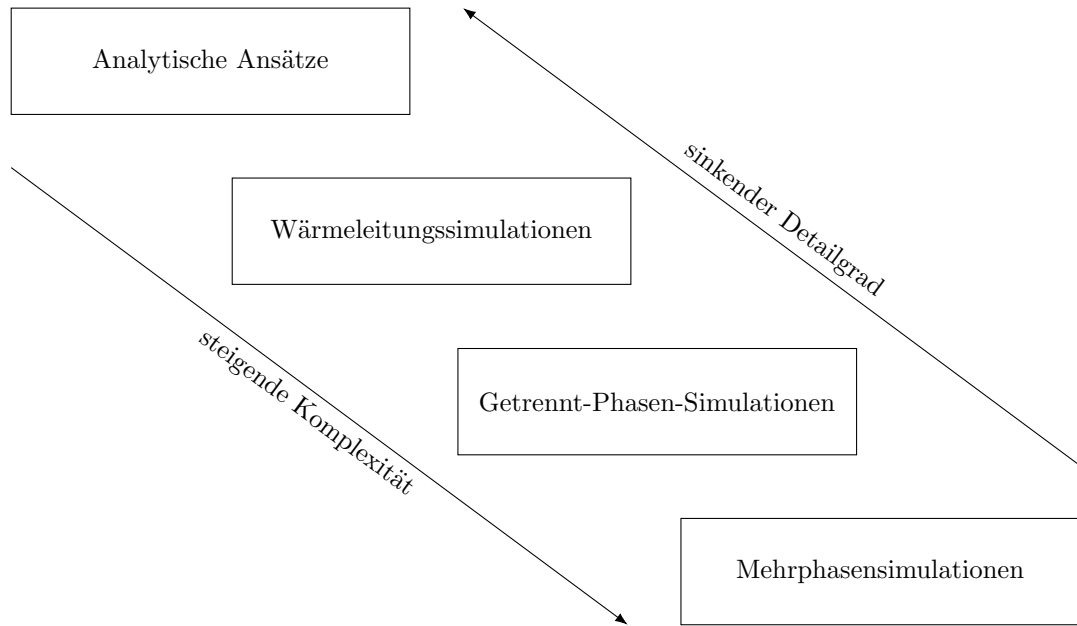 Analytische Ansätze
sinkender Detailgrad
Wärmeleitungssimulationen
steigende Komplexität
Getrennt-Phasen-Simulationen
Mehrphasensimulationen